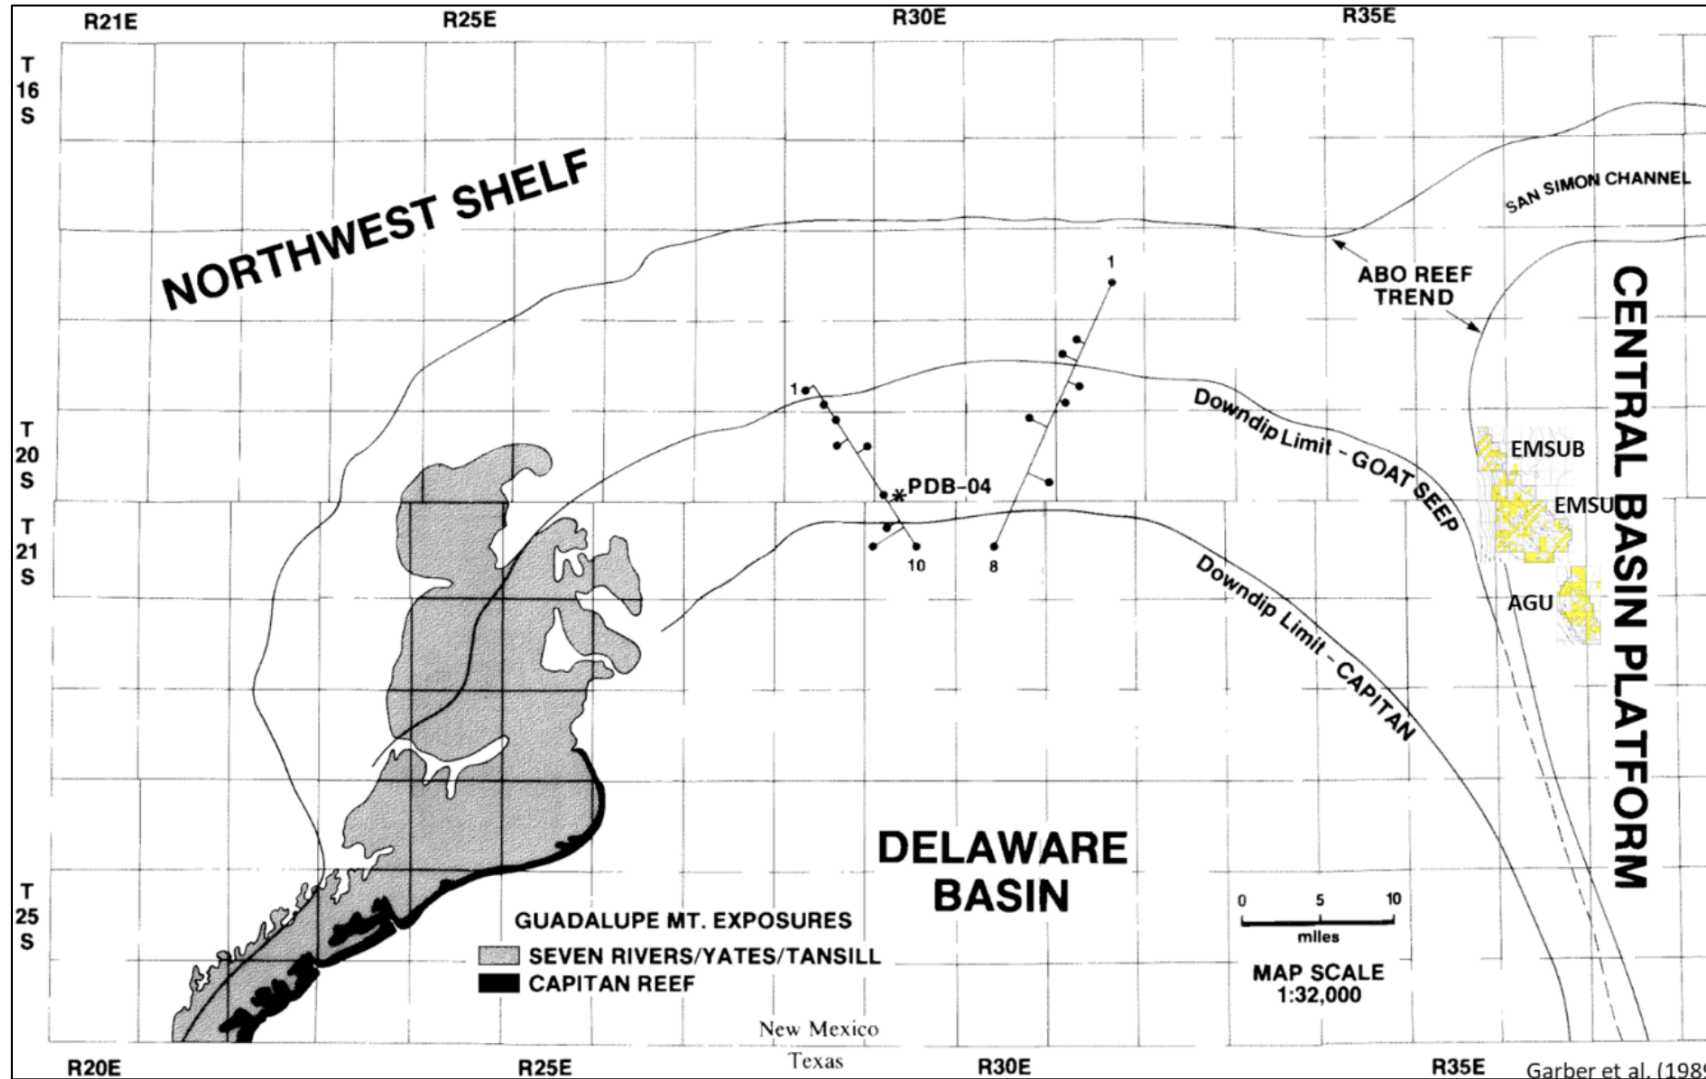 R21E
R25E
R30E
R35E
T
16
S
NORTHWEST SHELF
SAN SIMON CHANNEL
1
ABO REEF
TREND
CENTRAL BASIN PLATFORM
1
Downdip Limit - GOAT SEEP
T
20
S
EMSUB
PDB-04
EMSU
T
21
S
10
8
Downdip Limit - CAPITAN
AGU
DELAWARE
BASIN
T
25
S
GUADALUPE MT. EXPOSURES
SEVEN RIVERS/YATES/TANSILL
CAPITAN REEF
0 5 10
miles
MAP SCALE
1:32,000
New Mexico
Texas
R20E
R25E
R30E
R35E
Garber et al.